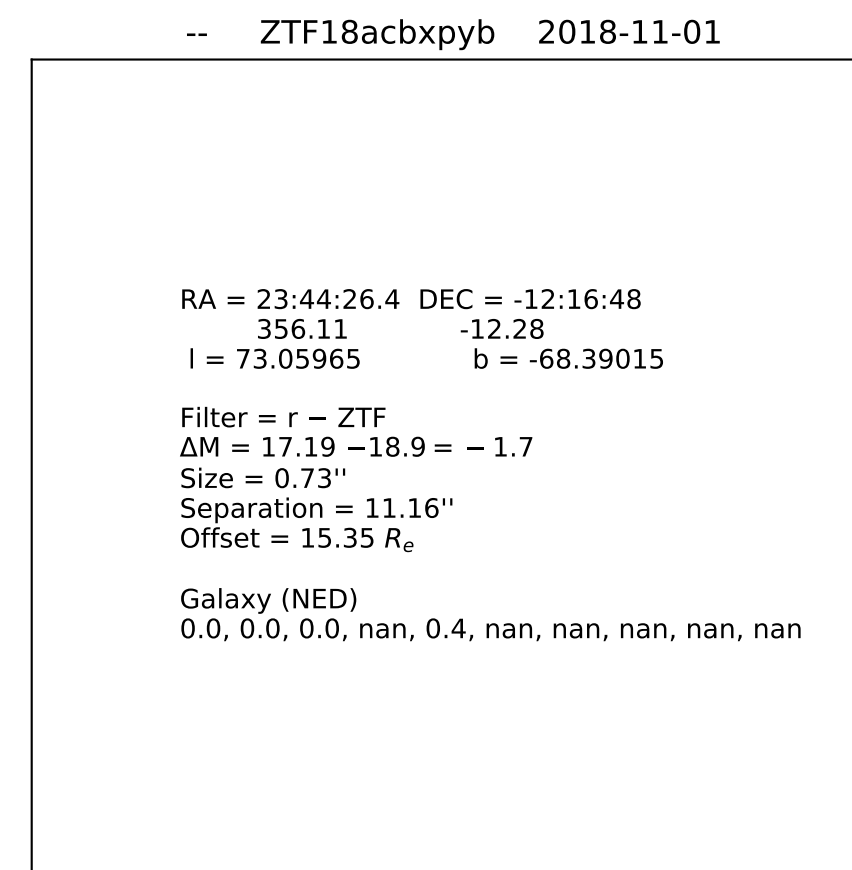 -- ZTF18acbxpyb 2018-11-01
RA = 23:44:26.4 DEC = -12:16:48
356.11 -12.28
l = 73.05965 b = -68.39015
Filter = r − ZTF
ΔM = 17.19 −18.9 = − 1.7
Size = 0.73''
Separation = 11.16''
Offset = 15.35 Re
Galaxy (NED)
0.0, 0.0, 0.0, nan, 0.4, nan, nan, nan, nan, nan